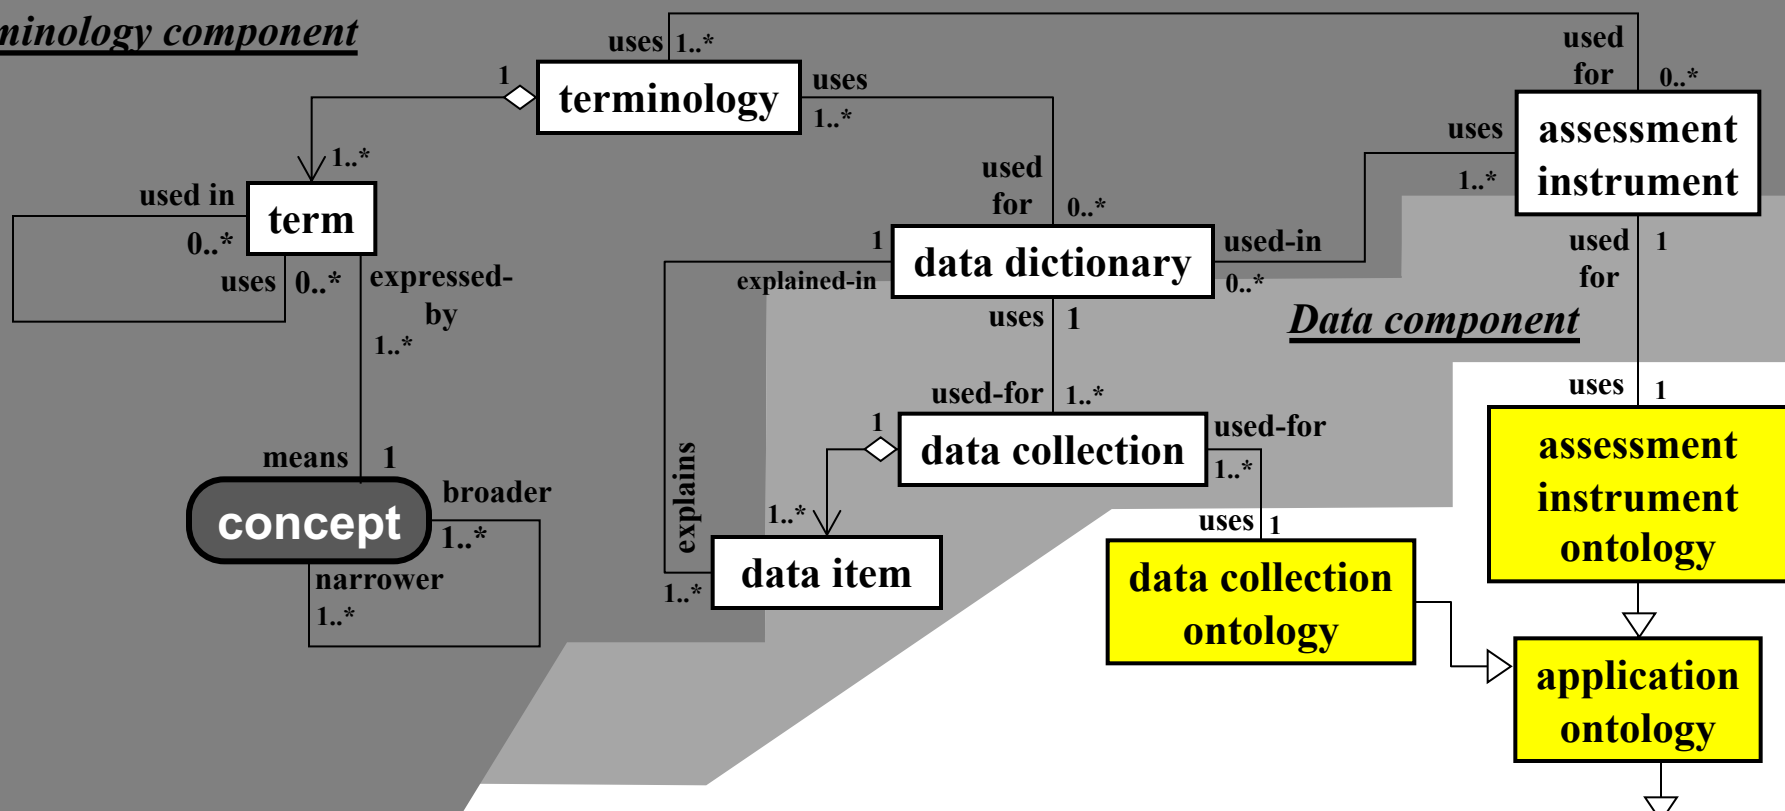 minology component
uses 1..*
used
for 0..*
1
terminology
uses
1..*
assessment
instrument
uses
1..*
1..*
used in
term
0..*
uses 0..*
expressed-
by
1..*
used
for 0..*
1
data dictionary
used-in
0..*
explained-in
used 1
for
uses 1
Data component
used-for 1..*
uses 1
1
data collection
used-for
1..*
assessment
instrument
ontology
means 1
concept
broader
1..*
narrower
1..*
explains
1..*
data item
1..*
uses 1
data collection
ontology
application
ontology